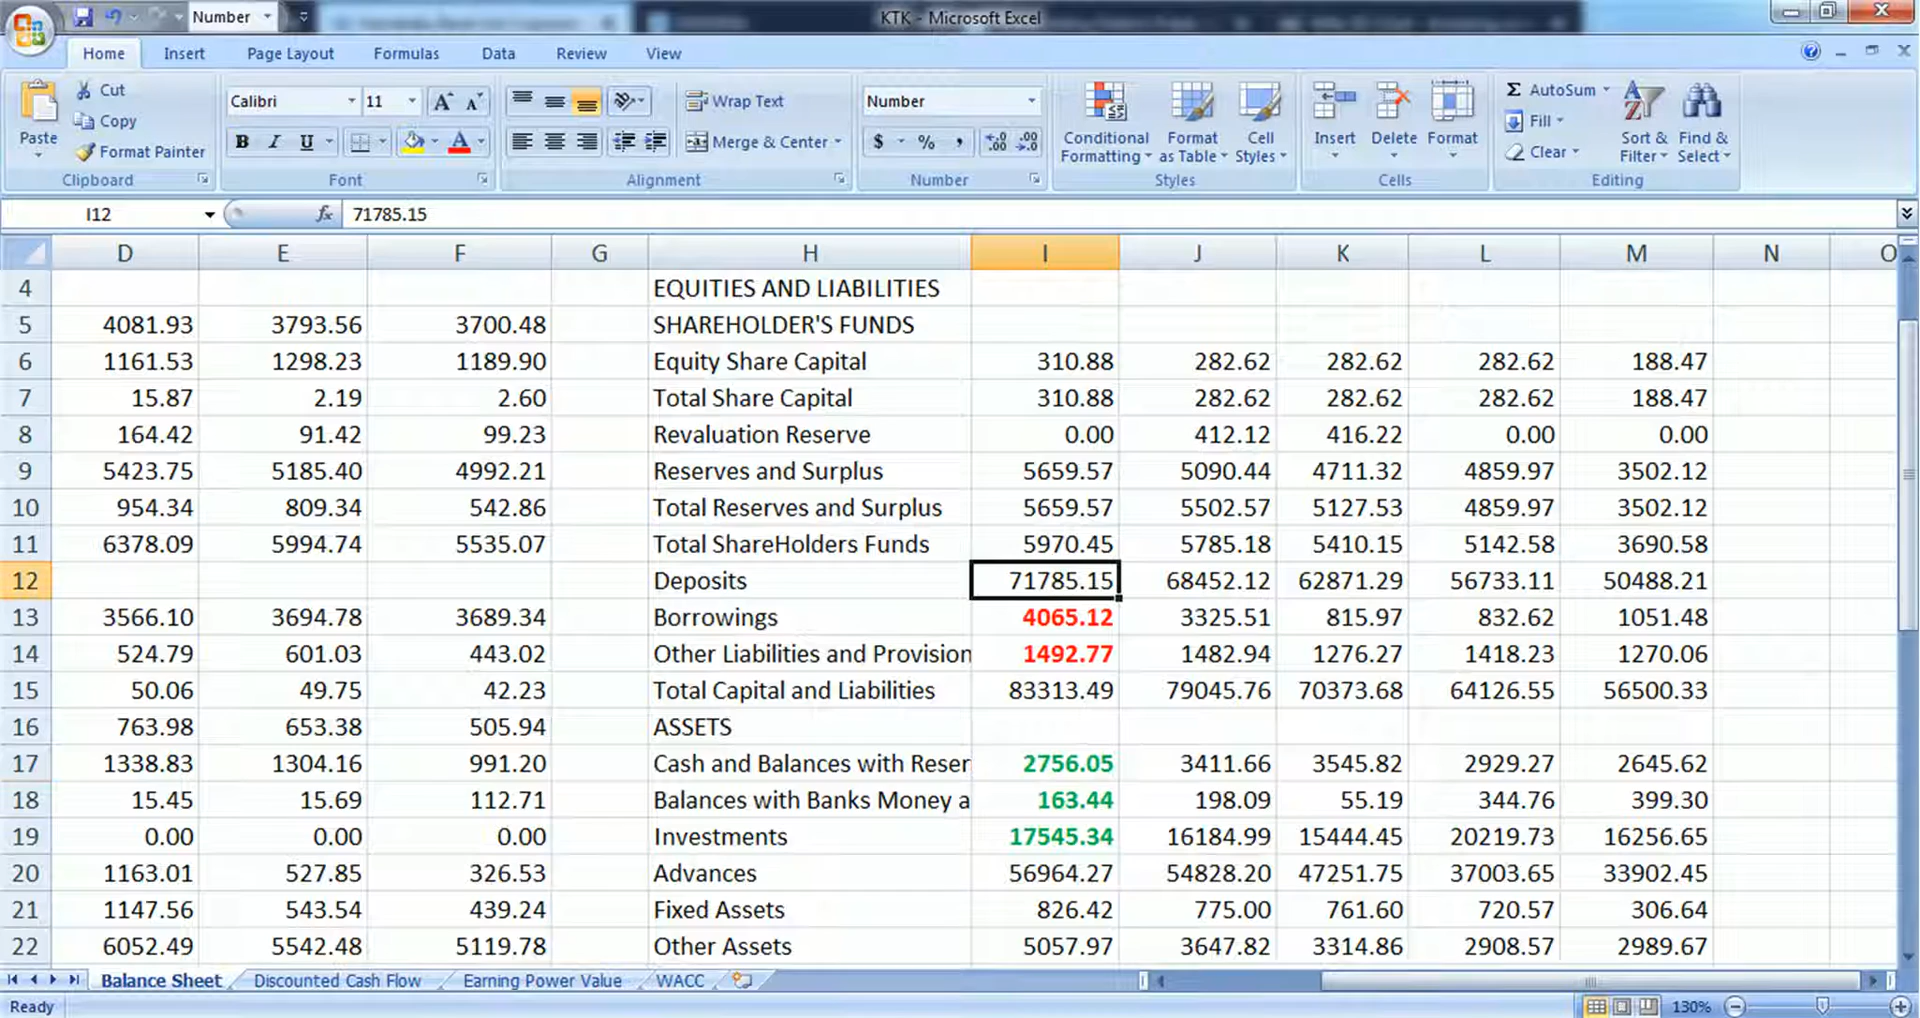 Number
KTK - Microsoft Excel
Home Insert Page Layout Formulas Data Review View
Paste
Cut
Copy
Format Painter
Clipboard
Calibri 11
B I U
Font
Wrap Text
Merge & Center
Alignment
Number
$ % ,
Number
Conditional Formatting
Format as Table
Cell Styles
Styles
Insert Delete Format
Cells
Σ AutoSum
Fill
Clear
Sort & Filter
Find & Select
Editing
I12 fx 71785.15
D E F G H I J K L M N O
4 EQUITIES AND LIABILITIES
5 4081.93 3793.56 3700.48 SHAREHOLDER'S FUNDS
6 1161.53 1298.23 1189.90 Equity Share Capital 310.88 282.62 282.62 282.62 188.47
7 15.87 2.19 2.60 Total Share Capital 310.88 282.62 282.62 282.62 188.47
8 164.42 91.42 99.23 Revaluation Reserve 0.00 412.12 416.22 0.00 0.00
9 5423.75 5185.40 4992.21 Reserves and Surplus 5659.57 5090.44 4711.32 4859.97 3502.12
10 954.34 809.34 542.86 Total Reserves and Surplus 5659.57 5502.57 5127.53 4859.97 3502.12
11 6378.09 5994.74 5535.07 Total ShareHolders Funds 5970.45 5785.18 5410.15 5142.58 3690.58
12 Deposits 71785.15 68452.12 62871.29 56733.11 50488.21
13 3566.10 3694.78 3689.34 Borrowings 4065.12 3325.51 815.97 832.62 1051.48
14 524.79 601.03 443.02 Other Liabilities and Provision 1492.77 1482.94 1276.27 1418.23 1270.06
15 50.06 49.75 42.23 Total Capital and Liabilities 83313.49 79045.76 70373.68 64126.55 56500.33
16 763.98 653.38 505.94 ASSETS
17 1338.83 1304.16 991.20 Cash and Balances with Reser 2756.05 3411.66 3545.82 2929.27 2645.62
18 15.45 15.69 112.71 Balances with Banks Money a 163.44 198.09 55.19 344.76 399.30
19 0.00 0.00 0.00 Investments 17545.34 16184.99 15444.45 20219.73 16256.65
20 1163.01 527.85 326.53 Advances 56964.27 54828.20 47251.75 37003.65 33902.45
21 1147.56 543.54 439.24 Fixed Assets 826.42 775.00 761.60 720.57 306.64
22 6052.49 5542.48 5119.78 Other Assets 5057.97 3647.82 3314.86 2908.57 2989.67
Balance Sheet Discounted Cash Flow Earning Power Value WACC
Ready 130%